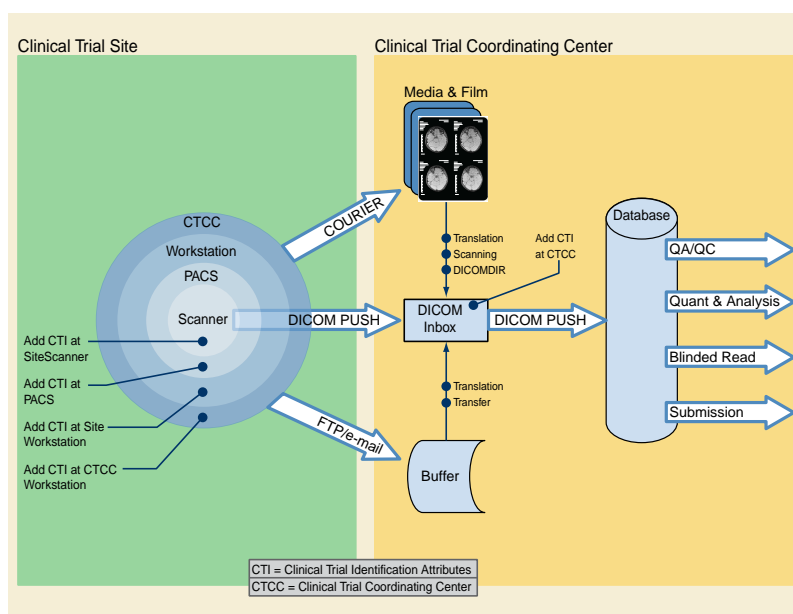 Clinical Trial Site
Clinical Trial Coordinating Center
Media & Film
COURIER
CTCC
Workstation
PACS
Scanner
DICOM PUSH
FTP/e-mail
Add CTI at
SiteScanner
Add CTI at
PACS
Add CTI at Site
Workstation
Add CTI at CTCC
Workstation
Translation
Scanning
DICOMDIR
Add CTI
at CTCC
DICOM
Inbox
DICOM PUSH
Translation
Transfer
Buffer
Database
QA/QC
Quant & Analysis
Blinded Read
Submission
CTI = Clinical Trial Identification Attributes
CTCC = Clinical Trial Coordinating Center